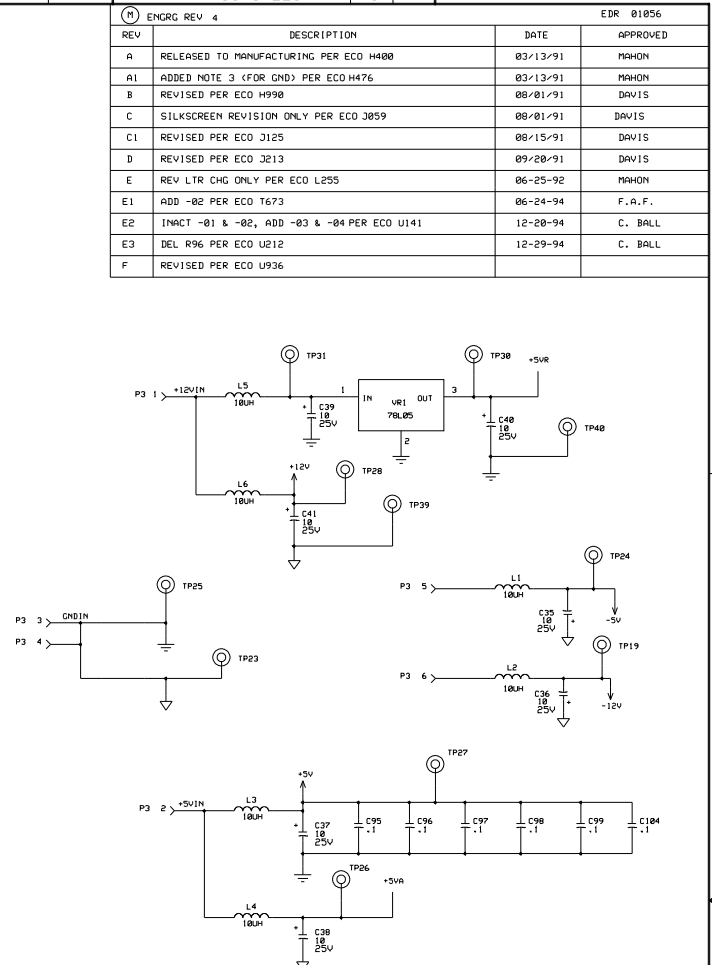 M ENGRG REV 4 EDR 01056
REV DESCRIPTION DATE APPROVED
A RELEASED TO MANUFACTURING PER ECO H400 03/13/91 MAHON
A1 ADDED NOTE 3 (FOR GND) PER ECO H476 03/13/91 MAHON
B REVISED PER ECO H990 08/01/91 DAVIS
C SILKSCREEN REVISION ONLY PER ECO J059 08/01/91 DAVIS
C1 REVISED PER ECO J125 08/15/91 DAVIS
D REVISED PER ECO J213 09/20/91 DAVIS
E REV LTR CHG ONLY PER ECO L255 06-25-92 MAHON
E1 ADD -02 PER ECO T673 06-24-94 F.A.F.
E2 INACT -01 & -02, ADD -03 & -04 PER ECO U141 12-20-94 C. BALL
E3 DEL R96 PER ECO U212 12-29-94 C. BALL
F REVISED PER ECO U936
TP31 TP30 +5VR
P3 1 +12VIN L5 10UH 1 IN VR1 OUT 3
78L05
2
+ C39 10 25V
+ C40 10 25V
TP40
L6 10UH +12V TP28
+ C41 10 25V
TP39
TP24
P3 5 L1 10UH
C35 10 25V +
-5V
TP25
P3 3 GNDIN
P3 4
TP23
TP19
P3 6 L2 10UH
C36 10 25V +
-12V
TP27
+5V
P3 2 +5VIN L3 10UH
+ C37 10 25V
C95 .1
C96 .1
C97 .1
C98 .1
C99 .1
C104 .1
TP26
+5VA
L4 10UH
+ C38 10 25V